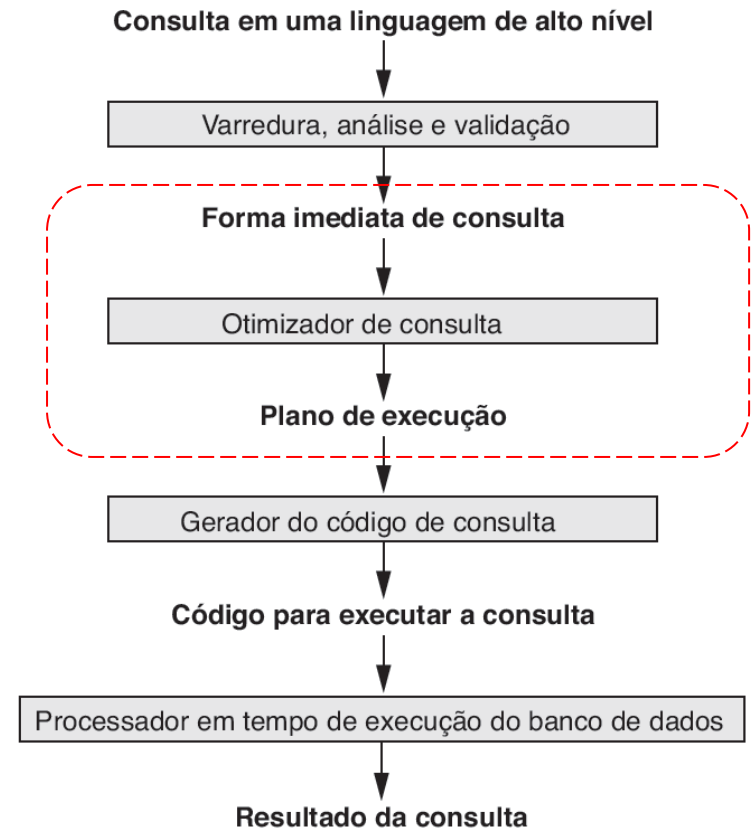 Consulta em uma linguagem de alto nível
Varredura, análise e validação
Forma imediata de consulta
Otimizador de consulta
Plano de execução
Gerador do código de consulta
Código para executar a consulta
Processador em tempo de execução do banco de dados
Resultado da consulta